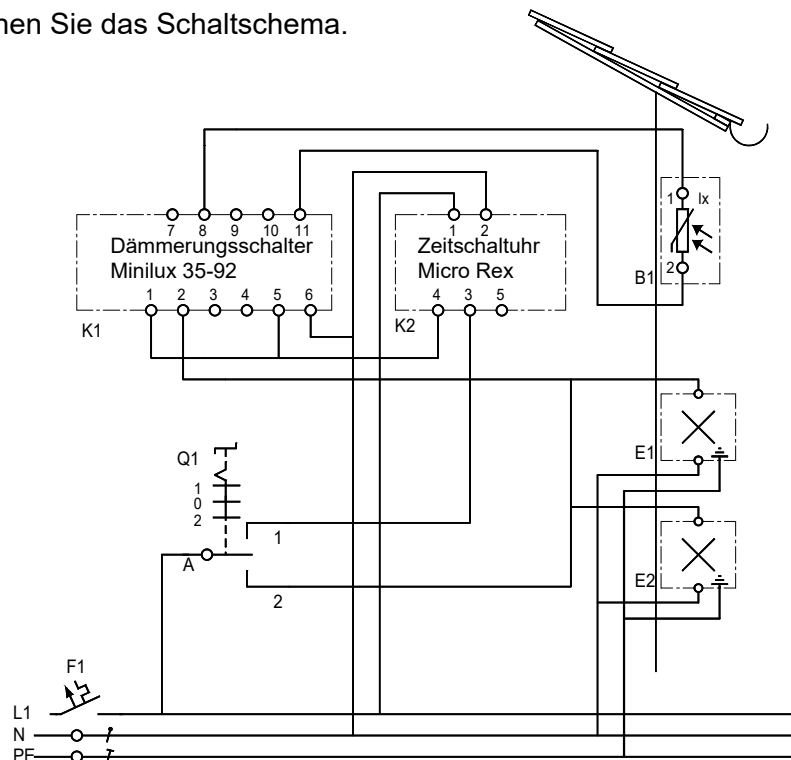 nen Sie das Schaltschema.
1 lx
7 8 9 10 11
1 2
Dämmerungsschalter
Minilux 35-92
Zeitschaltuhr
Micro Rex
2
B1
1 2 3 4 5 6
4 3 5
K1
K2
E1
Q1
1
0
2
1
A
E2
2
F1
L1
N
PE